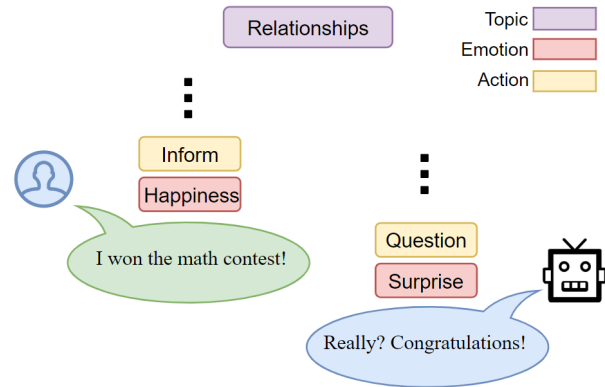 Relationships
Topic
Emotion
Action
Inform
Happiness
I won the math contest!
Question
Surprise
Really? Congratulations!